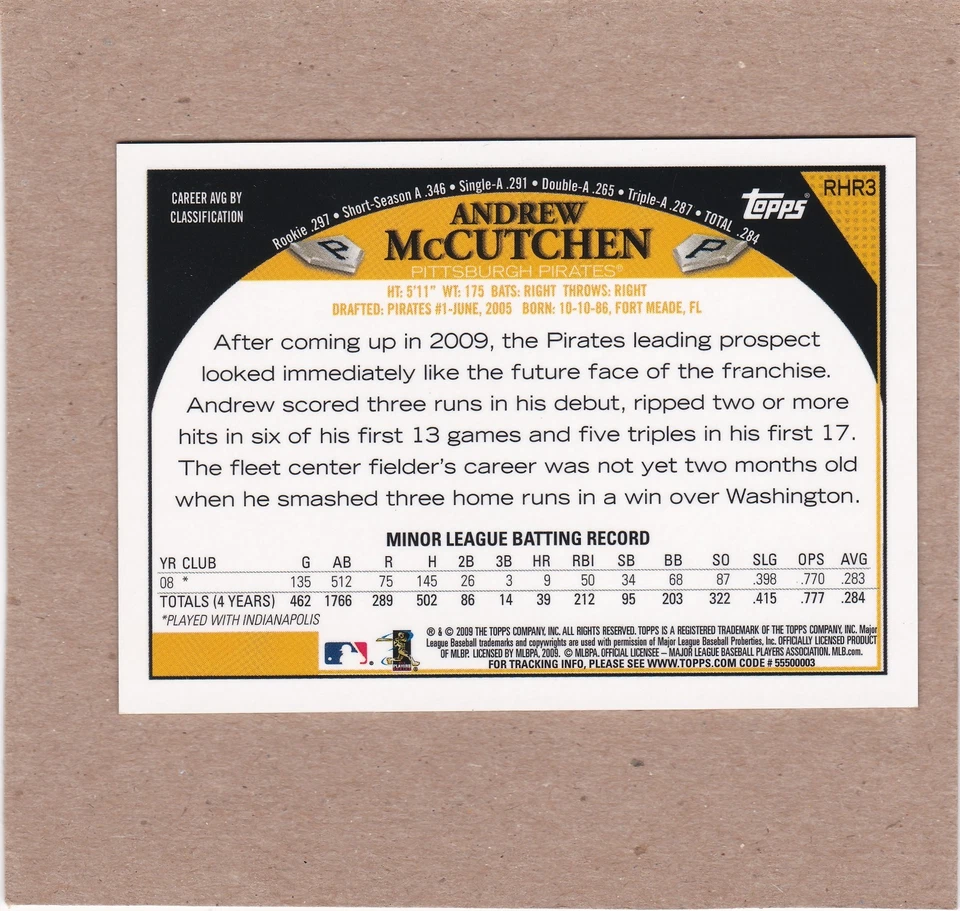 CAREER AVG BY
CLASSIFICATION
Rookie .297 • Short-Season A .346 • Single-A .291 • Double-A .265 • Triple-A .287 • TOTAL .284
topps®
RHR3
P
P
ANDREW
McCUTCHEN
PITTSBURGH PIRATES®
HT: 5'11" WT: 175 BATS: RIGHT THROWS: RIGHT
DRAFTED: PIRATES #1-JUNE, 2005 BORN: 10-10-86, FORT MEADE, FL
After coming up in 2009, the Pirates leading prospect
looked immediately like the future face of the franchise.
Andrew scored three runs in his debut, ripped two or more
hits in six of his first 13 games and five triples in his first 17.
The fleet center fielder's career was not yet two months old
when he smashed three home runs in a win over Washington.
MINOR LEAGUE BATTING RECORD
YR CLUB G AB R H 2B 3B HR RBI SB BB SO SLG OPS AVG
08 * 135 512 75 145 26 3 9 50 34 68 87 .398 .770 .283
TOTALS (4 YEARS) 462 1766 289 502 86 14 39 212 95 203 322 .415 .777 .284
*PLAYED WITH INDIANAPOLIS
® & © 2009 THE TOPPS COMPANY, INC. ALL RIGHTS RESERVED. TOPPS IS A REGISTERED TRADEMARK OF THE TOPPS COMPANY, INC. Major
League Baseball trademarks and copywrights are used with permission of Major League Baseball Proberties, Inc. OFFICIALLY LICENSED PRODUCT
OF MLBP. LICENSED BY MLBPA, 2009. © MLBPA. OFFICIAL LICENSEE – MAJOR LEAGUE BASEBALL PLAYERS ASSOCIATION. MLB.com.
FOR TRACKING INFO, PLEASE SEE WWW.TOPPS.COM CODE # 55500003
PLAYERS